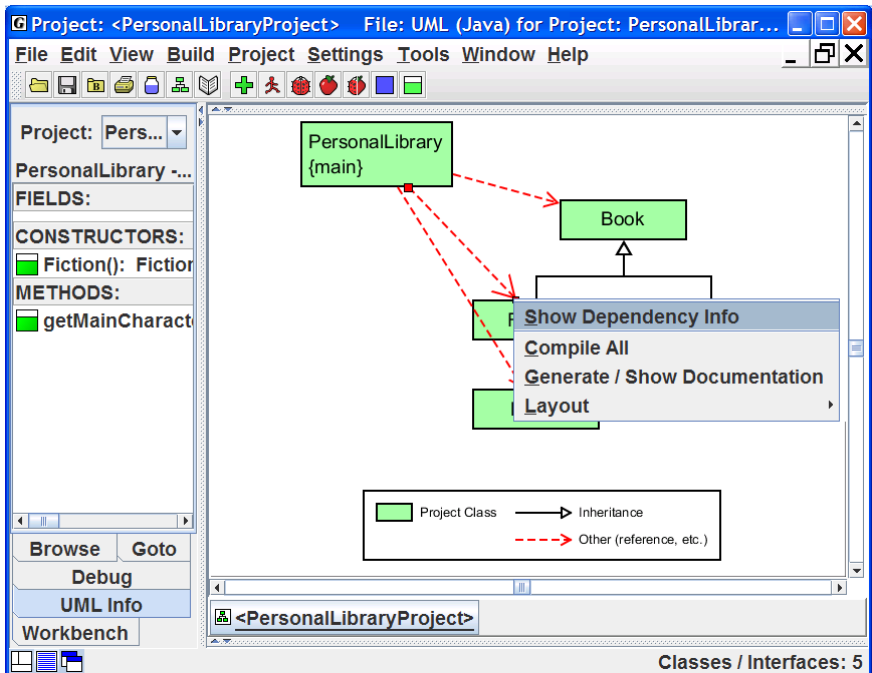 Project: <PersonalLibraryProject> File: UML (Java) for Project: PersonalLibrar...
File Edit View Build Project Settings Tools Window Help
Project: Pers...
PersonalLibrary -...
FIELDS:
CONSTRUCTORS:
Fiction(): Fiction
METHODS:
getMainCharact
Browse Goto
Debug
UML Info
Workbench
PersonalLibrary
{main}
Book
Show Dependency Info
Compile All
Generate / Show Documentation
Layout
Project Class
Inheritance
Other (reference, etc.)
<PersonalLibraryProject>
Classes / Interfaces: 5